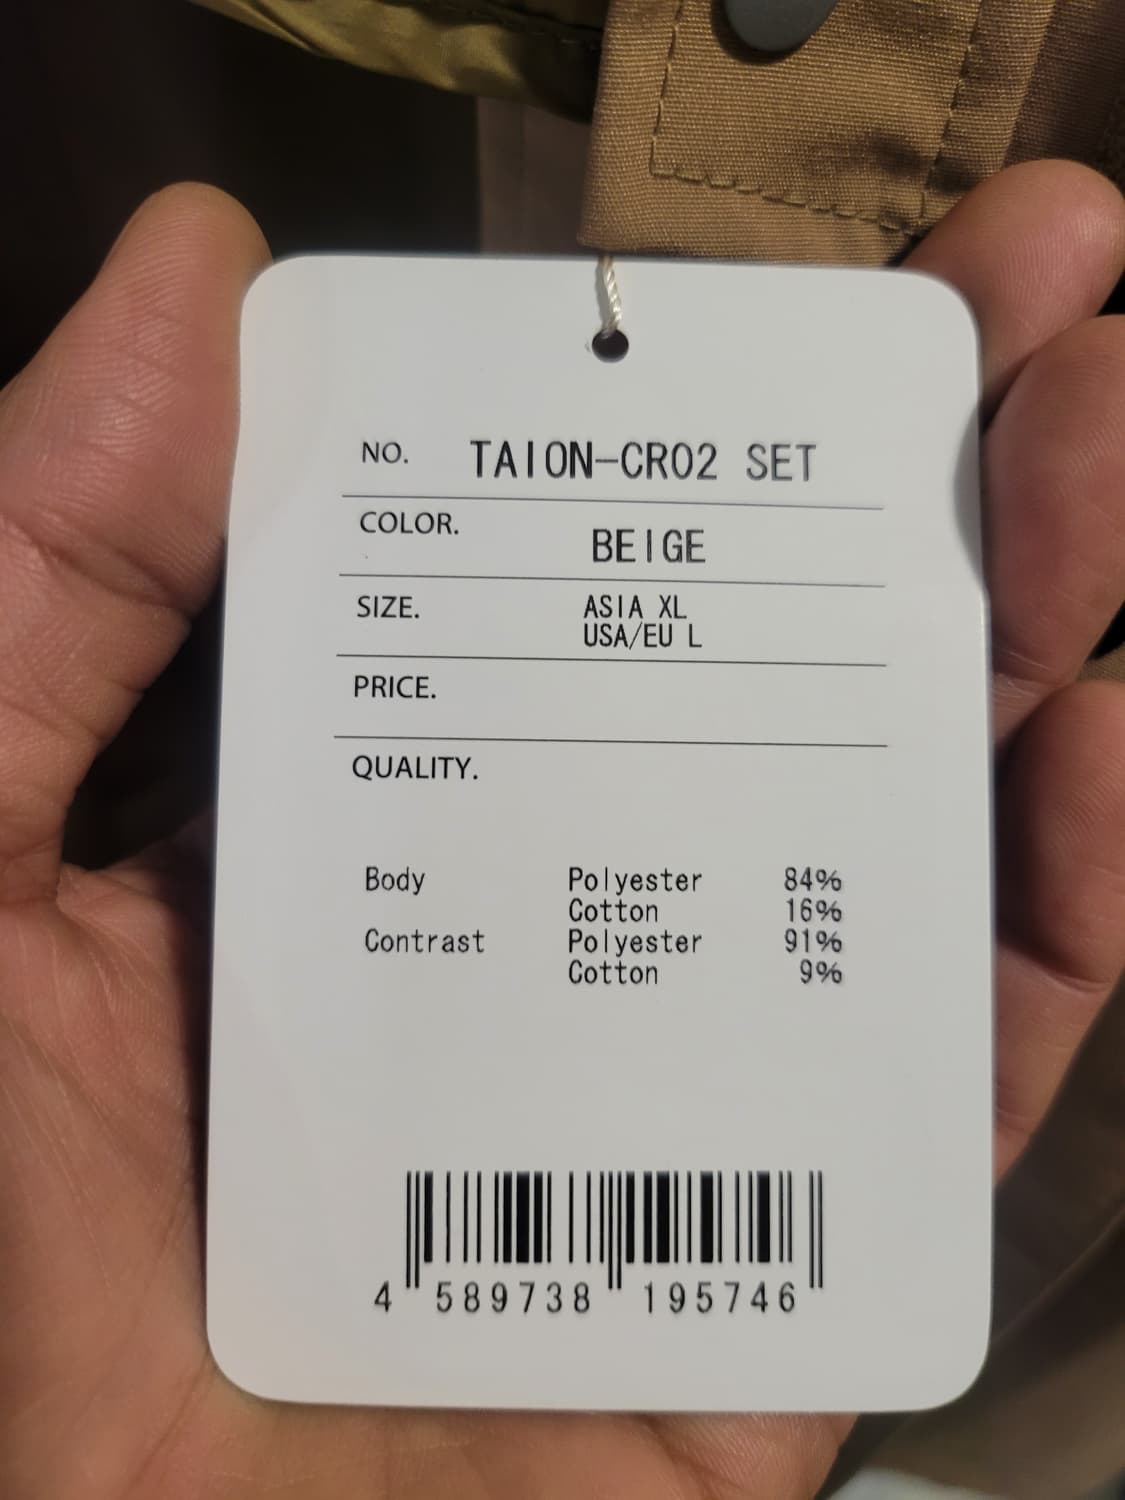 NO. TAION-CR02 SET
COLOR. BEIGE
SIZE. ASIA XL
USA/EU L
PRICE.
QUALITY.
Body Polyester 84%
Cotton 16%
Contrast Polyester 91%
Cotton 9%
4 589738 195746